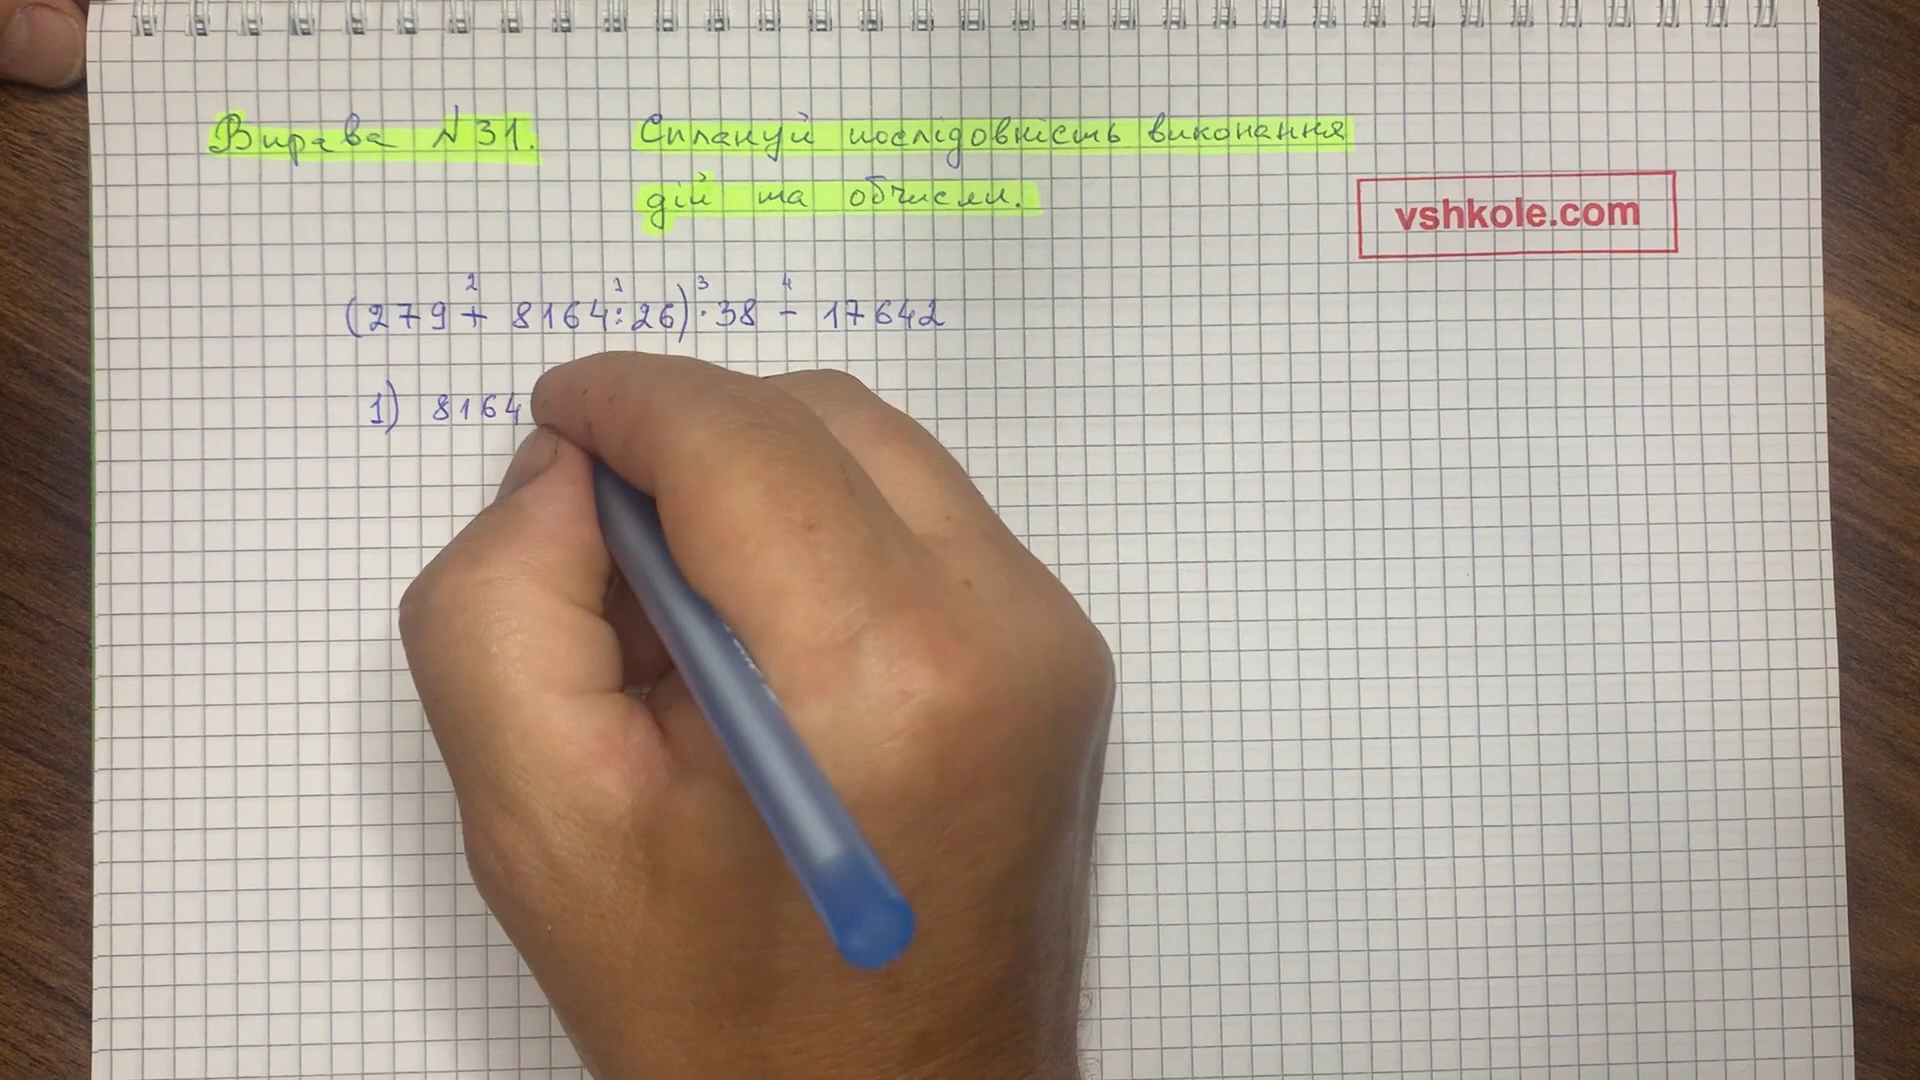 Вправа №31. Сплануй послідовність виконання
дій та обчисли.
vshkole.com
2 1 3 4
(279 + 8164:26)·38 - 17642
1) 8164